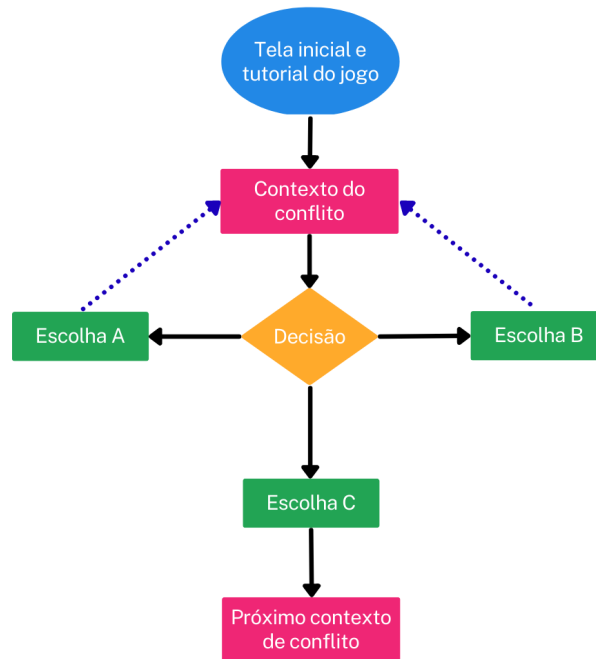 Tela inicial e
tutorial do jogo
Contexto do
conflito
Escolha A
Decisão
Escolha B
Escolha C
Próximo contexto
de conflito